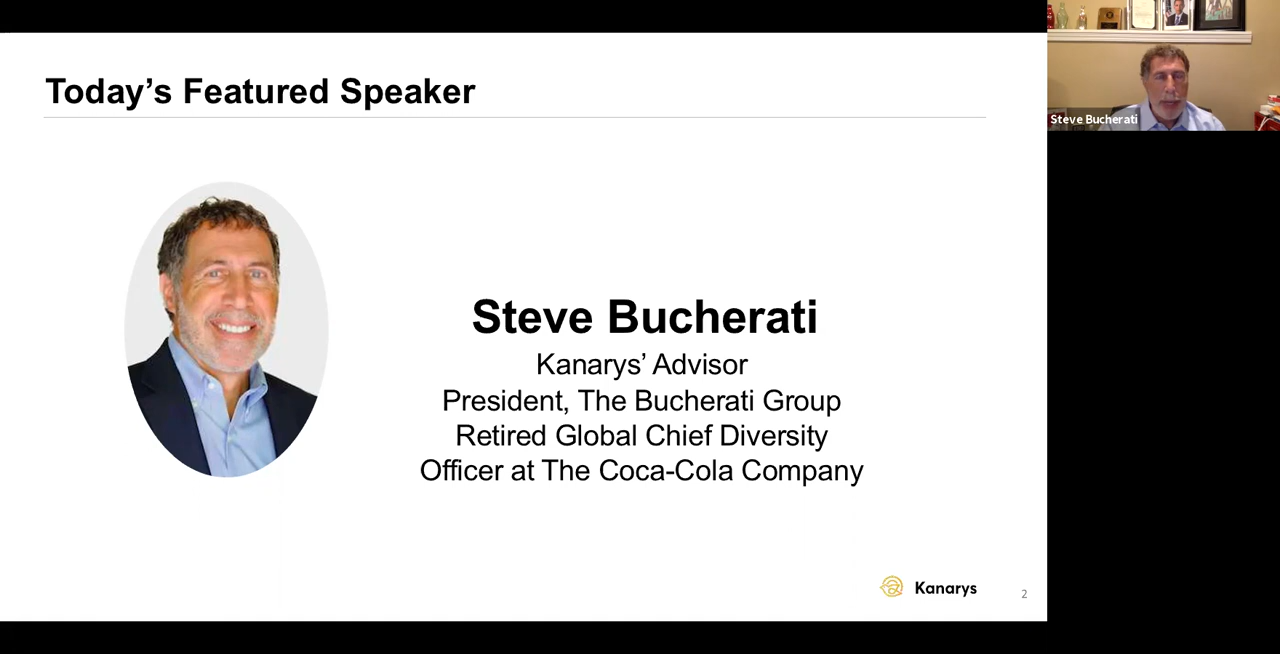 Today’s Featured Speaker
Steve Bucherati
Steve Bucherati
Kanarys’ Advisor
President, The Bucherati Group
Retired Global Chief Diversity
Officer at The Coca-Cola Company
Kanarys
2